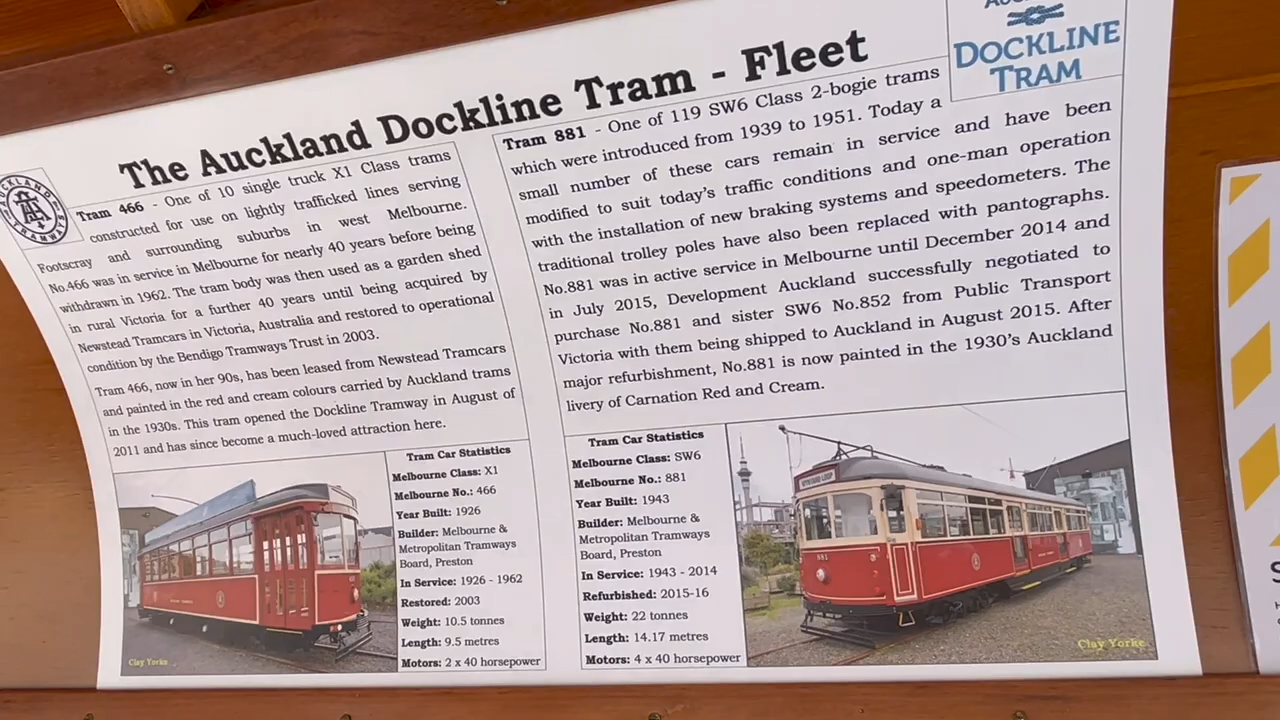 The Auckland Dockline Tram - Fleet
DOCKLINE
TRAM
AUCKLAND
TRAMWAYS
Tram 466 - One of 10 single truck X1 Class trams
constructed for use on lightly trafficked lines serving
Footscray and surrounding suburbs in west Melbourne.
No.466 was in service in Melbourne for nearly 40 years before being
withdrawn in 1962. The tram body was then used as a garden shed
in rural Victoria for a further 40 years until being acquired by
Newstead Tramcars in Victoria, Australia and restored to operational
condition by the Bendigo Tramways Trust in 2003.
Tram 466, now in her 90s, has been leased from Newstead Tramcars
and painted in the red and cream colours carried by Auckland trams
in the 1930s. This tram opened the Dockline Tramway in August of
2011 and has since become a much-loved attraction here.
Clay Yorke
Tram Car Statistics
Melbourne Class: X1
Melbourne No.: 466
Year Built: 1926
Builder: Melbourne &
Metropolitan Tramways
Board, Preston
In Service: 1926 - 1962
Restored: 2003
Weight: 10.5 tonnes
Length: 9.5 metres
Motors: 2 x 40 horsepower
Tram 881 - One of 119 SW6 Class 2-bogie trams
which were introduced from 1939 to 1951. Today a
small number of these cars remain in service and have been
modified to suit today's traffic conditions and one-man operation
with the installation of new braking systems and speedometers. The
traditional trolley poles have also been replaced with pantographs.
No.881 was in active service in Melbourne until December 2014 and
in July 2015, Development Auckland successfully negotiated to
purchase No.881 and sister SW6 No.852 from Public Transport
Victoria with them being shipped to Auckland in August 2015. After
major refurbishment, No.881 is now painted in the 1930's Auckland
livery of Carnation Red and Cream.
Tram Car Statistics
Melbourne Class: SW6
Melbourne No.: 881
Year Built: 1943
Builder: Melbourne &
Metropolitan Tramways
Board, Preston
In Service: 1943 - 2014
Refurbished: 2015-16
Weight: 22 tonnes
Length: 14.17 metres
Motors: 4 x 40 horsepower
881
Clay Yorke